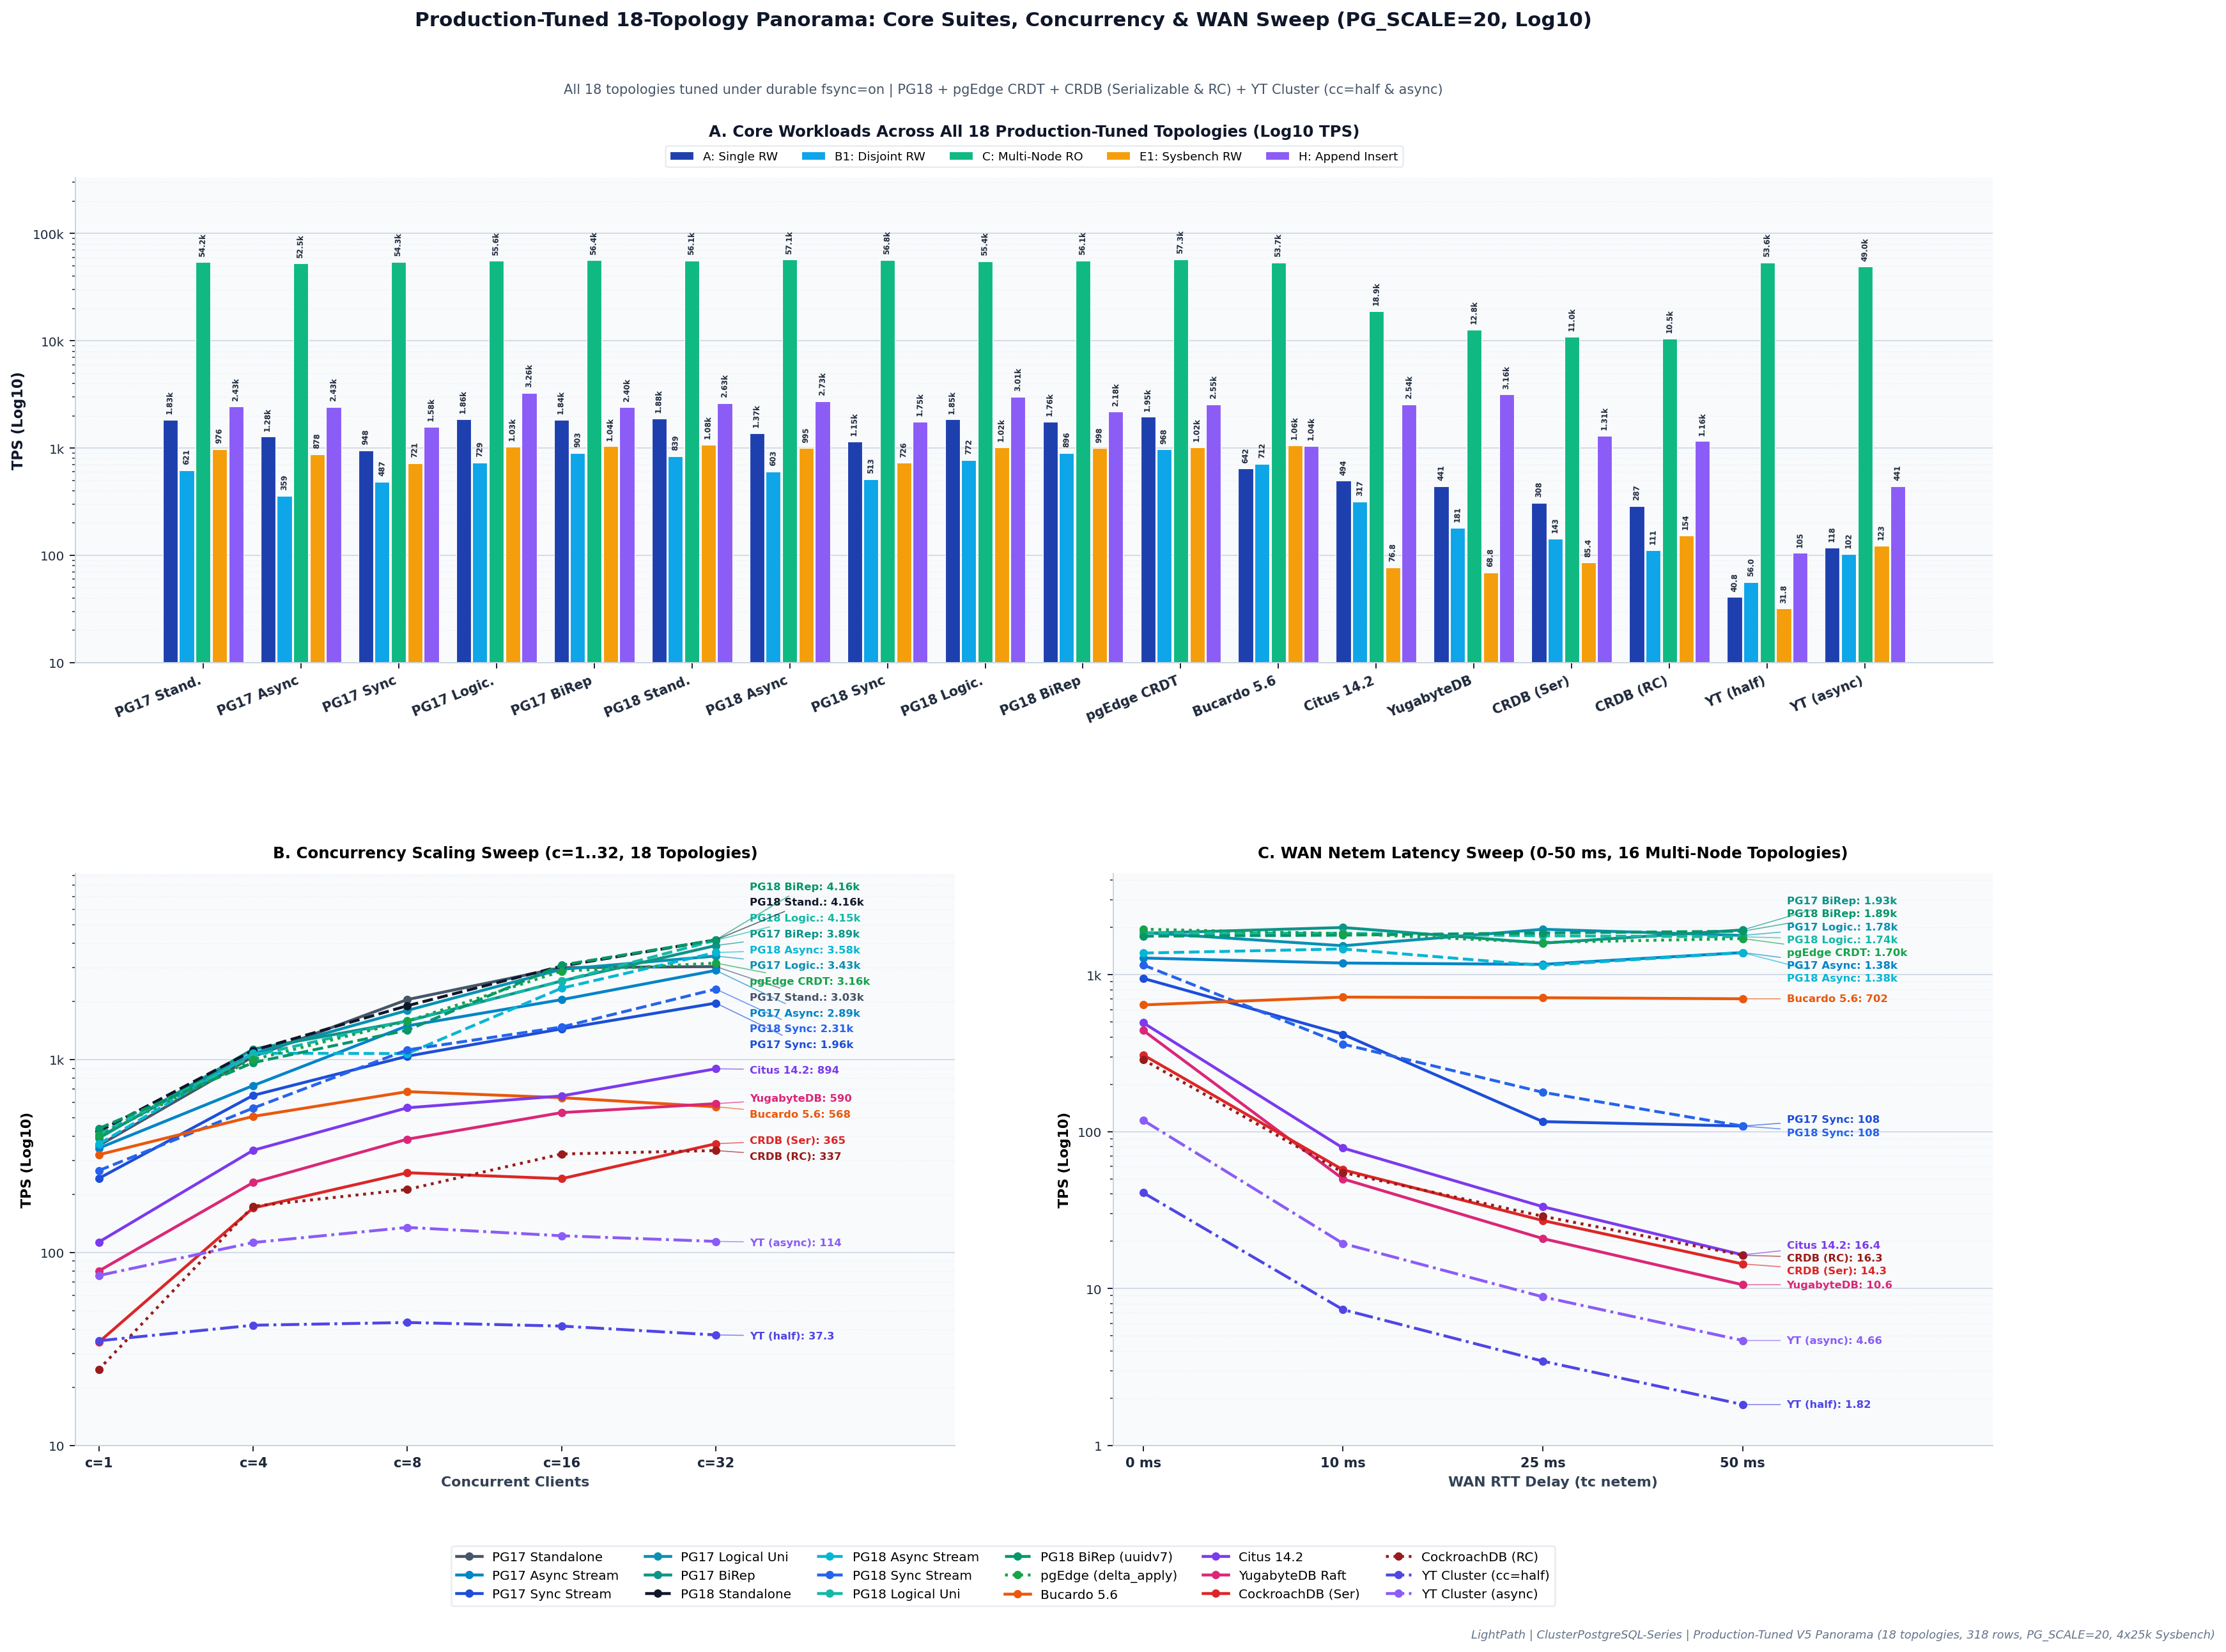 Production-Tuned 18-Topology Panorama: Core Suites, Concurrency & WAN Sweep (PG_SCALE=20, Log10)
All 18 topologies tuned under durable fsync=on | PG18 + pgEdge CRDT + CRDB (Serializable & RC) + YT Cluster (cc=half & async)
A. Core Workloads Across All 18 Production-Tuned Topologies (Log10 TPS)
A: Single RW B1: Disjoint RW C: Multi-Node RO E1: Sysbench RW H: Append Insert
TPS (Log10)
100k
10k
1k
100
10
1.83k 621 54.2k 976 2.43k
1.28k 359 52.5k 878 2.43k
948 487 54.3k 721 1.58k
1.86k 729 55.6k 1.03k 3.26k
1.84k 903 56.4k 1.04k 2.40k
1.88k 839 56.1k 1.08k 2.63k
1.37k 603 57.1k 995 2.73k
1.15k 513 56.8k 726 1.75k
1.85k 772 55.4k 1.02k 3.01k
1.76k 896 56.1k 998 2.18k
1.95k 968 57.3k 1.02k 2.55k
642 712 53.7k 1.06k 1.04k
494 317 18.9k 76.8 2.54k
441 181 12.8k 68.8 3.16k
308 143 11.0k 85.4 1.31k
287 111 10.5k 154 1.16k
40.8 56.0 53.6k 31.8 105
118 102 49.0k 123 441
PG17 Stand. PG17 Async PG17 Sync PG17 Logic. PG17 BiRep PG18 Stand. PG18 Async PG18 Sync PG18 Logic. PG18 BiRep pgEdge CRDT Bucardo 5.6 Citus 14.2 YugabyteDB CRDB (Ser) CRDB (RC) YT (half) YT (async)
B. Concurrency Scaling Sweep (c=1..32, 18 Topologies)
TPS (Log10)
1k
100
10
PG18 BiRep: 4.16k
PG18 Stand.: 4.16k
PG18 Logic.: 4.15k
PG17 BiRep: 3.89k
PG18 Async: 3.58k
PG17 Logic.: 3.43k
pgEdge CRDT: 3.16k
PG17 Stand.: 3.03k
PG17 Async: 2.89k
PG18 Sync: 2.31k
PG17 Sync: 1.96k
Citus 14.2: 894
YugabyteDB: 590
Bucardo 5.6: 568
CRDB (Ser): 365
CRDB (RC): 337
YT (async): 114
YT (half): 37.3
c=1 c=4 c=8 c=16 c=32
Concurrent Clients
C. WAN Netem Latency Sweep (0-50 ms, 16 Multi-Node Topologies)
TPS (Log10)
1k
100
10
1
PG17 BiRep: 1.93k
PG18 BiRep: 1.89k
PG17 Logic.: 1.78k
PG18 Logic.: 1.74k
pgEdge CRDT: 1.70k
PG17 Async: 1.38k
PG18 Async: 1.38k
Bucardo 5.6: 702
PG17 Sync: 108
PG18 Sync: 108
Citus 14.2: 16.4
CRDB (RC): 16.3
CRDB (Ser): 14.3
YugabyteDB: 10.6
YT (async): 4.66
YT (half): 1.82
0 ms 10 ms 25 ms 50 ms
WAN RTT Delay (tc netem)
PG17 Standalone PG17 Logical Uni PG18 Async Stream PG18 BiRep (uuidv7) Citus 14.2 CockroachDB (RC)
PG17 Async Stream PG17 BiRep PG18 Sync Stream pgEdge (delta_apply) YugabyteDB Raft YT Cluster (cc=half)
PG17 Sync Stream PG18 Standalone PG18 Logical Uni Bucardo 5.6 CockroachDB (Ser) YT Cluster (async)
LightPath | ClusterPostgreSQL-Series | Production-Tuned V5 Panorama (18 topologies, 318 rows, PG_SCALE=20, 4x25k Sysbench)